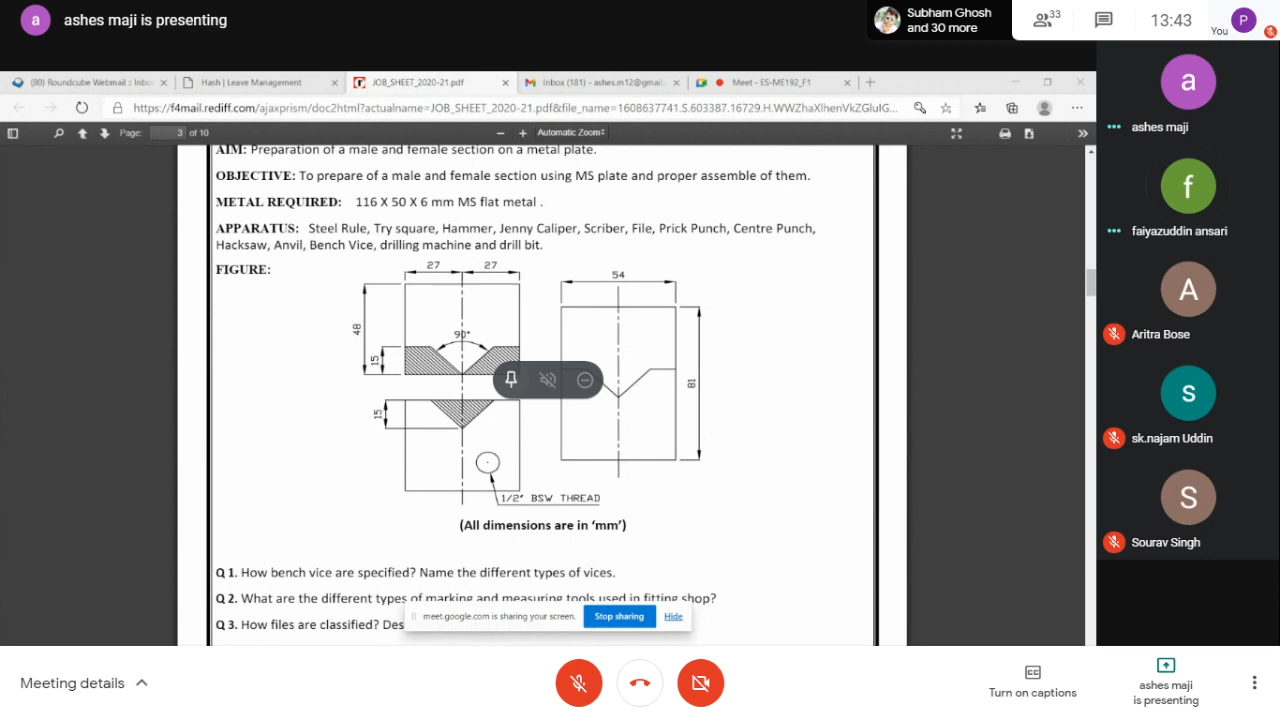 a ashes maji is presenting
Subham Ghosh
and 30 more
33
13:43
You
P
(80) Roundcube Webmail :: Inbo
Hash | Leave Management
JOB_SHEET_2020-21.pdf
Inbox (181) - ashes.m12@gmail.
Meet - ES-ME192_F1
https://f4mail.rediff.com/ajaxprism/doc2html?actualname=JOB_SHEET_2020-21.pdf&file_name=1608637741.S.603387.16729.H.WWZhaXlhenVkZGluIG...
Page: 3 of 10
Automatic Zoom
AIM: Preparation of a male and female section on a metal plate.
OBJECTIVE: To prepare of a male and female section using MS plate and proper assemble of them.
METAL REQUIRED: 116 X 50 X 6 mm MS flat metal .
APPARATUS: Steel Rule, Try square, Hammer, Jenny Caliper, Scriber, File, Prick Punch, Centre Punch,
Hacksaw, Anvil, Bench Vice, drilling machine and drill bit.
FIGURE:
27 27
54
48
90°
15
81
15
1/2" BSW THREAD
(All dimensions are in ‘mm’)
Q 1. How bench vice are specified? Name the different types of vices.
Q 2. What are the different types of marking and measuring tools used in fitting shop?
Q 3. How files are classified? Des
meet.google.com is sharing your screen.
Stop sharing
Hide
a
ashes maji
f
faiyazuddin ansari
A
Aritra Bose
s
sk.najam Uddin
S
Sourav Singh
Meeting details
CC
Turn on captions
ashes maji
is presenting